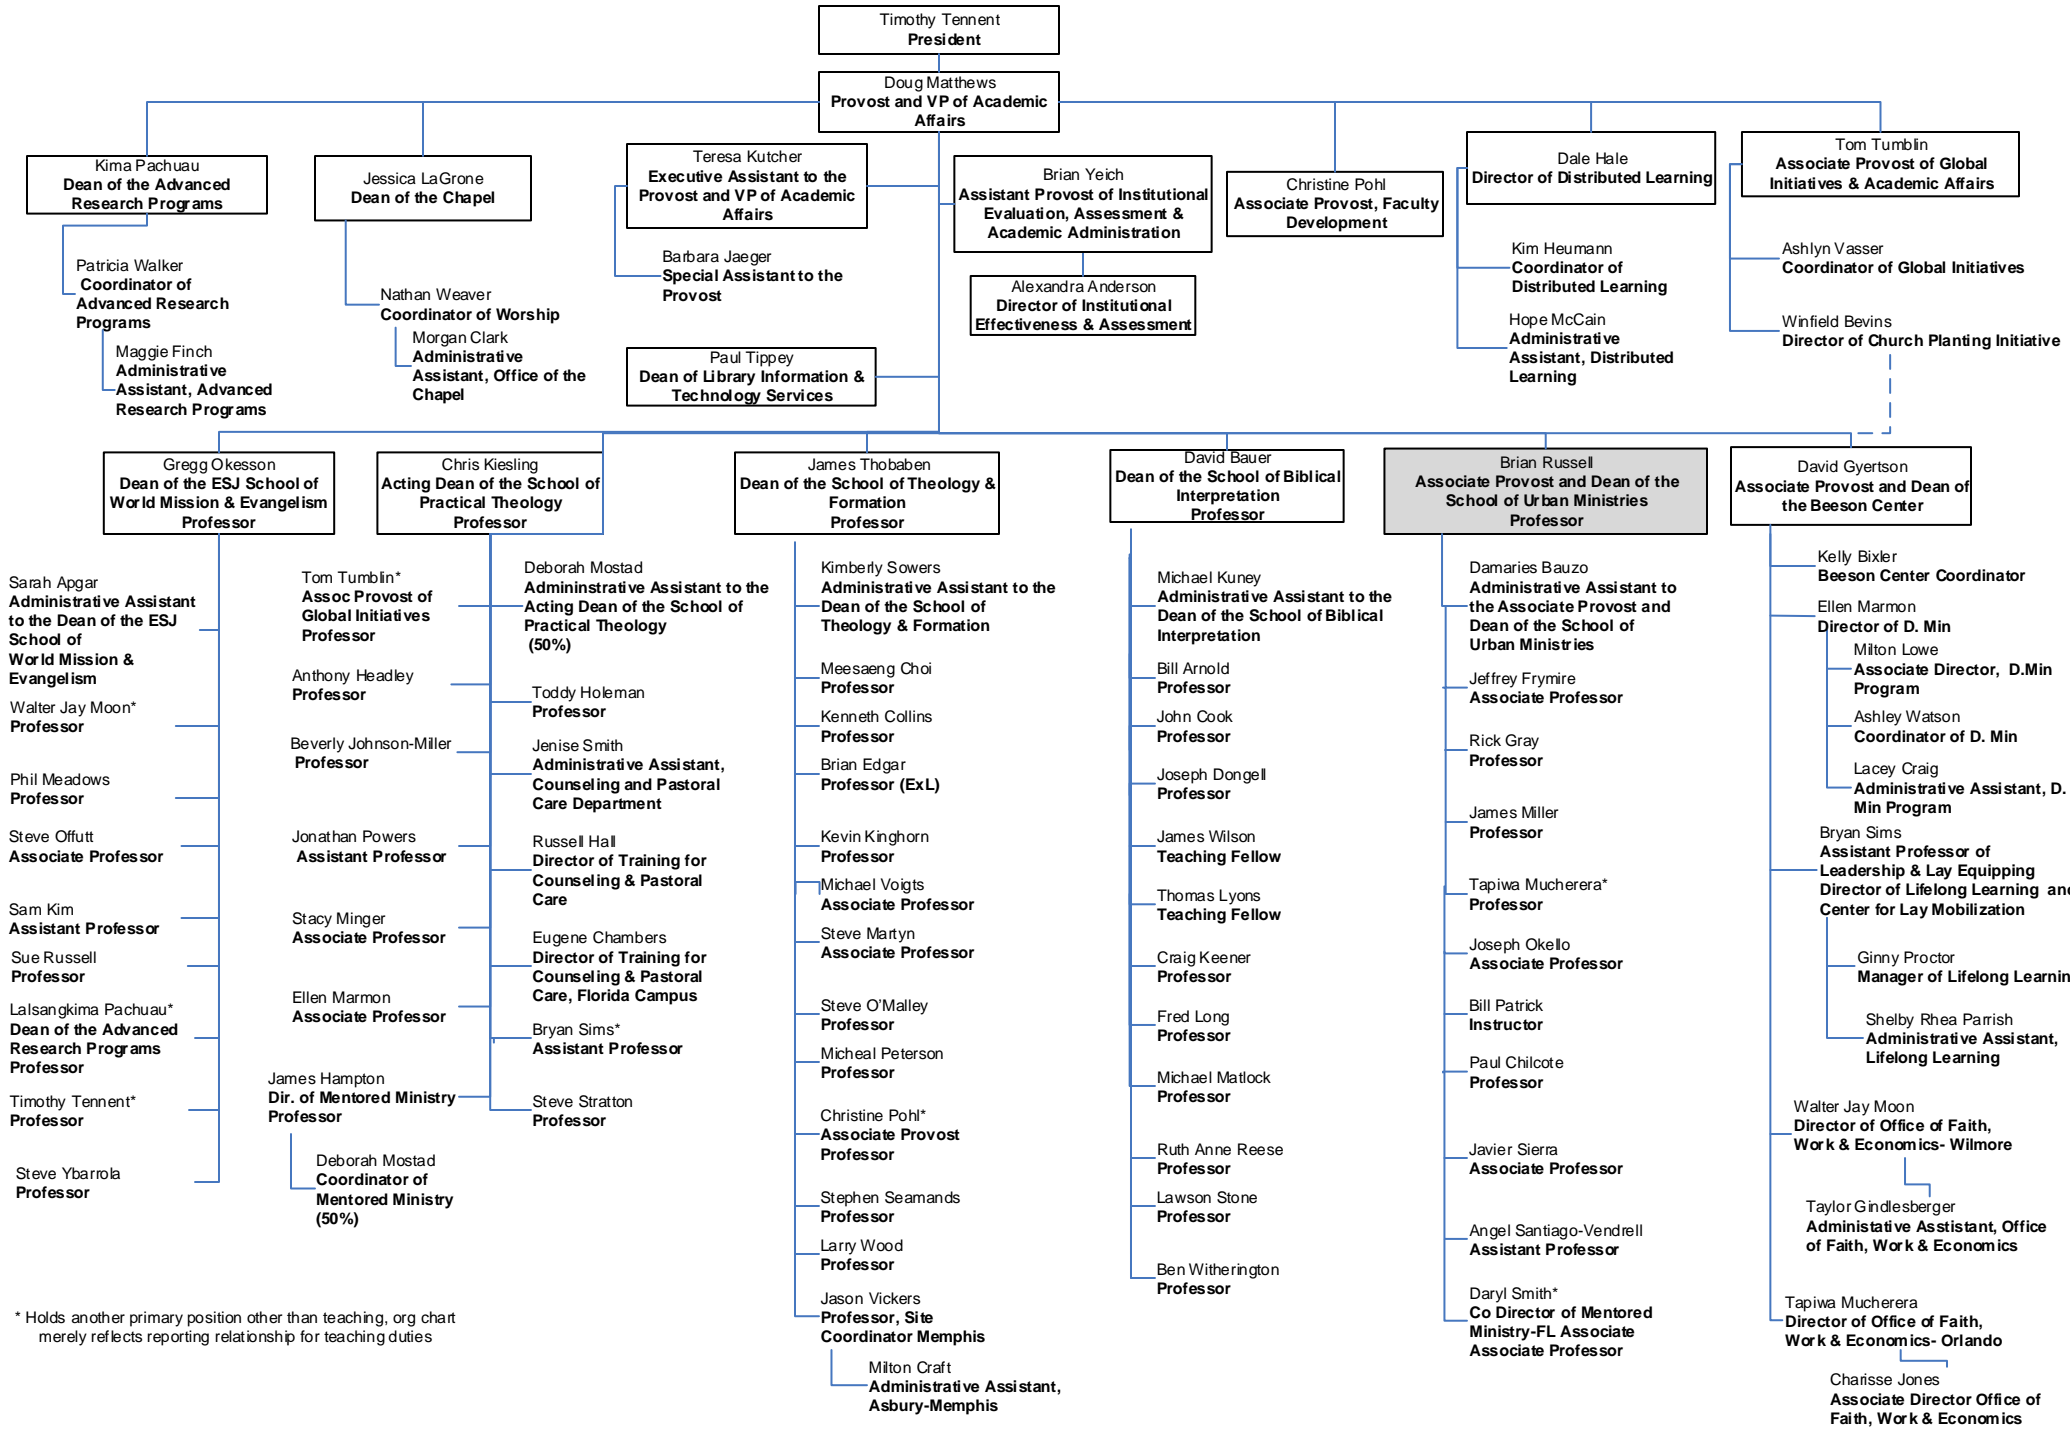 Timothy Tennent
President
Doug Matthews
Provost and VP of Academic
Affairs
Kima Pachuau
Dean of the Advanced
Research Programs
Patricia Walker
Coordinator of
Advanced Research
Programs
Maggie Finch
Administrative
Assistant, Advanced
Research Programs
Jessica LaGrone
Dean of the Chapel
Nathan Weaver
Coordinator of Worship
Morgan Clark
Administrative
Assistant, Office of the
Chapel
Teresa Kutcher
Executive Assistant to the
Provost and VP of Academic
Affairs
Barbara Jaeger
Special Assistant to the
Provost
Paul Tippey
Dean of Library Information &
Technology Services
Brian Yeich
Assistant Provost of Institutional
Evaluation, Assessment &
Academic Administration
Alexandra Anderson
Director of Institutional
Effectiveness & Assessment
Christine Pohl
Associate Provost, Faculty
Development
Dale Hale
Director of Distributed Learning
Kim Heumann
Coordinator of
Distributed Learning
Hope McCain
Administrative
Assistant, Distributed
Learning
Tom Tumblin
Associate Provost of Global
Initiatives & Academic Affairs
Ashlyn Vasser
Coordinator of Global Initiatives
Winfield Bevins
Director of Church Planting Initiative
Gregg Okesson
Dean of the ESJ School of
World Mission & Evangelism
Professor
Sarah Apgar
Administrative Assistant
to the Dean of the ESJ
School of
World Mission &
Evangelism
Walter Jay Moon*
Professor
Phil Meadows
Professor
Steve Offutt
Associate Professor
Sam Kim
Assistant Professor
Sue Russell
Professor
Lalsangkima Pachuau*
Dean of the Advanced
Research Programs
Professor
Timothy Tennent*
Professor
Steve Ybarrola
Professor
Chris Kiesling
Acting Dean of the School of
Practical Theology
Professor
Tom Tumblin*
Assoc Provost of
Global Initiatives
Professor
Anthony Headley
Professor
Beverly Johnson-Miller
Professor
Jonathan Powers
Assistant Professor
Stacy Minger
Associate Professor
Ellen Marmon
Associate Professor
James Hampton
Dir. of Mentored Ministry
Professor
Deborah Mostad
Coordinator of
Mentored Ministry
(50%)
Deborah Mostad
Admininstrative Assistant to the
Acting Dean of the School of
Practical Theology
(50%)
Toddy Holeman
Professor
Jenise Smith
Administrative Assistant,
Counseling and Pastoral
Care Department
Russell Hall
Director of Training for
Counseling & Pastoral
Care
Eugene Chambers
Director of Training for
Counseling & Pastoral
Care, Florida Campus
Bryan Sims*
Assistant Professor
Steve Stratton
Professor
James Thobaben
Dean of the School of Theology &
Formation
Professor
Kimberly Sowers
Administrative Assistant to the
Dean of the School of
Theology & Formation
Meesaeng Choi
Professor
Kenneth Collins
Professor
Brian Edgar
Professor (ExL)
Kevin Kinghorn
Professor
Michael Voigts
Associate Professor
Steve Martyn
Associate Professor
Steve O'Malley
Professor
Micheal Peterson
Professor
Christine Pohl*
Associate Provost
Professor
Stephen Seamands
Professor
Larry Wood
Professor
Jason Vickers
Professor, Site
Coordinator Memphis
Milton Craft
Administrative Assistant,
Asbury-Memphis
David Bauer
Dean of the School of Biblical
Interpretation
Professor
Michael Kuney
Administrative Assistant to the
Dean of the School of Biblical
Interpretation
Bill Arnold
Professor
John Cook
Professor
Joseph Dongell
Professor
James Wilson
Teaching Fellow
Thomas Lyons
Teaching Fellow
Craig Keener
Professor
Fred Long
Professor
Michael Matlock
Professor
Ruth Anne Reese
Professor
Lawson Stone
Professor
Ben Witherington
Professor
Brian Russell
Associate Provost and Dean of the
School of Urban Ministries
Professor
Damaries Bauzo
Administrative Assistant to
the Associate Provost and
Dean of the School of
Urban Ministries
Jeffrey Frymire
Associate Professor
Rick Gray
Professor
James Miller
Professor
Tapiwa Mucherera*
Professor
Joseph Okello
Associate Professor
Bill Patrick
Instructor
Paul Chilcote
Professor
Javier Sierra
Associate Professor
Angel Santiago-Vendrell
Assistant Professor
Daryl Smith*
Co Director of Mentored
Ministry-FL Associate
Associate Professor
David Gyertson
Associate Provost and Dean of
the Beeson Center
Kelly Bixler
Beeson Center Coordinator
Ellen Marmon
Director of D. Min
Milton Lowe
Associate Director, D.Min
Program
Ashley Watson
Coordinator of D. Min
Lacey Craig
Administrative Assistant, D.
Min Program
Bryan Sims
Assistant Professor of
Leadership & Lay Equipping
Director of Lifelong Learning and
Center for Lay Mobilization
Ginny Proctor
Manager of Lifelong Learnin
Shelby Rhea Parrish
Administrative Assistant,
Lifelong Learning
Walter Jay Moon
Director of Office of Faith,
Work & Economics- Wilmore
Taylor Gindlesberger
Administative Asstistant, Office
of Faith, Work & Economics
Tapiwa Mucherera
Director of Office of Faith,
Work & Economics- Orlando
Charisse Jones
Associate Director Office of
Faith, Work & Economics
* Holds another primary position other than teaching, org chart
merely reflects reporting relationship for teaching duties